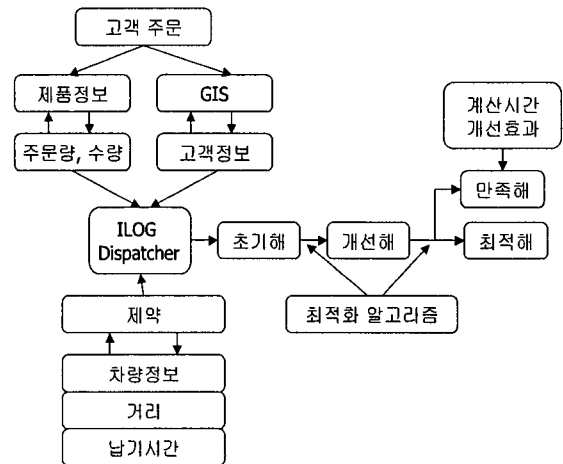 고객 주문
제품정보
GIS
계산시간
개선효과
주문량, 수량
고객정보
만족해
ILOG
Dispatcher
초기해
개선해
최적해
제약
최적화 알고리즘
차량정보
거리
납기시간